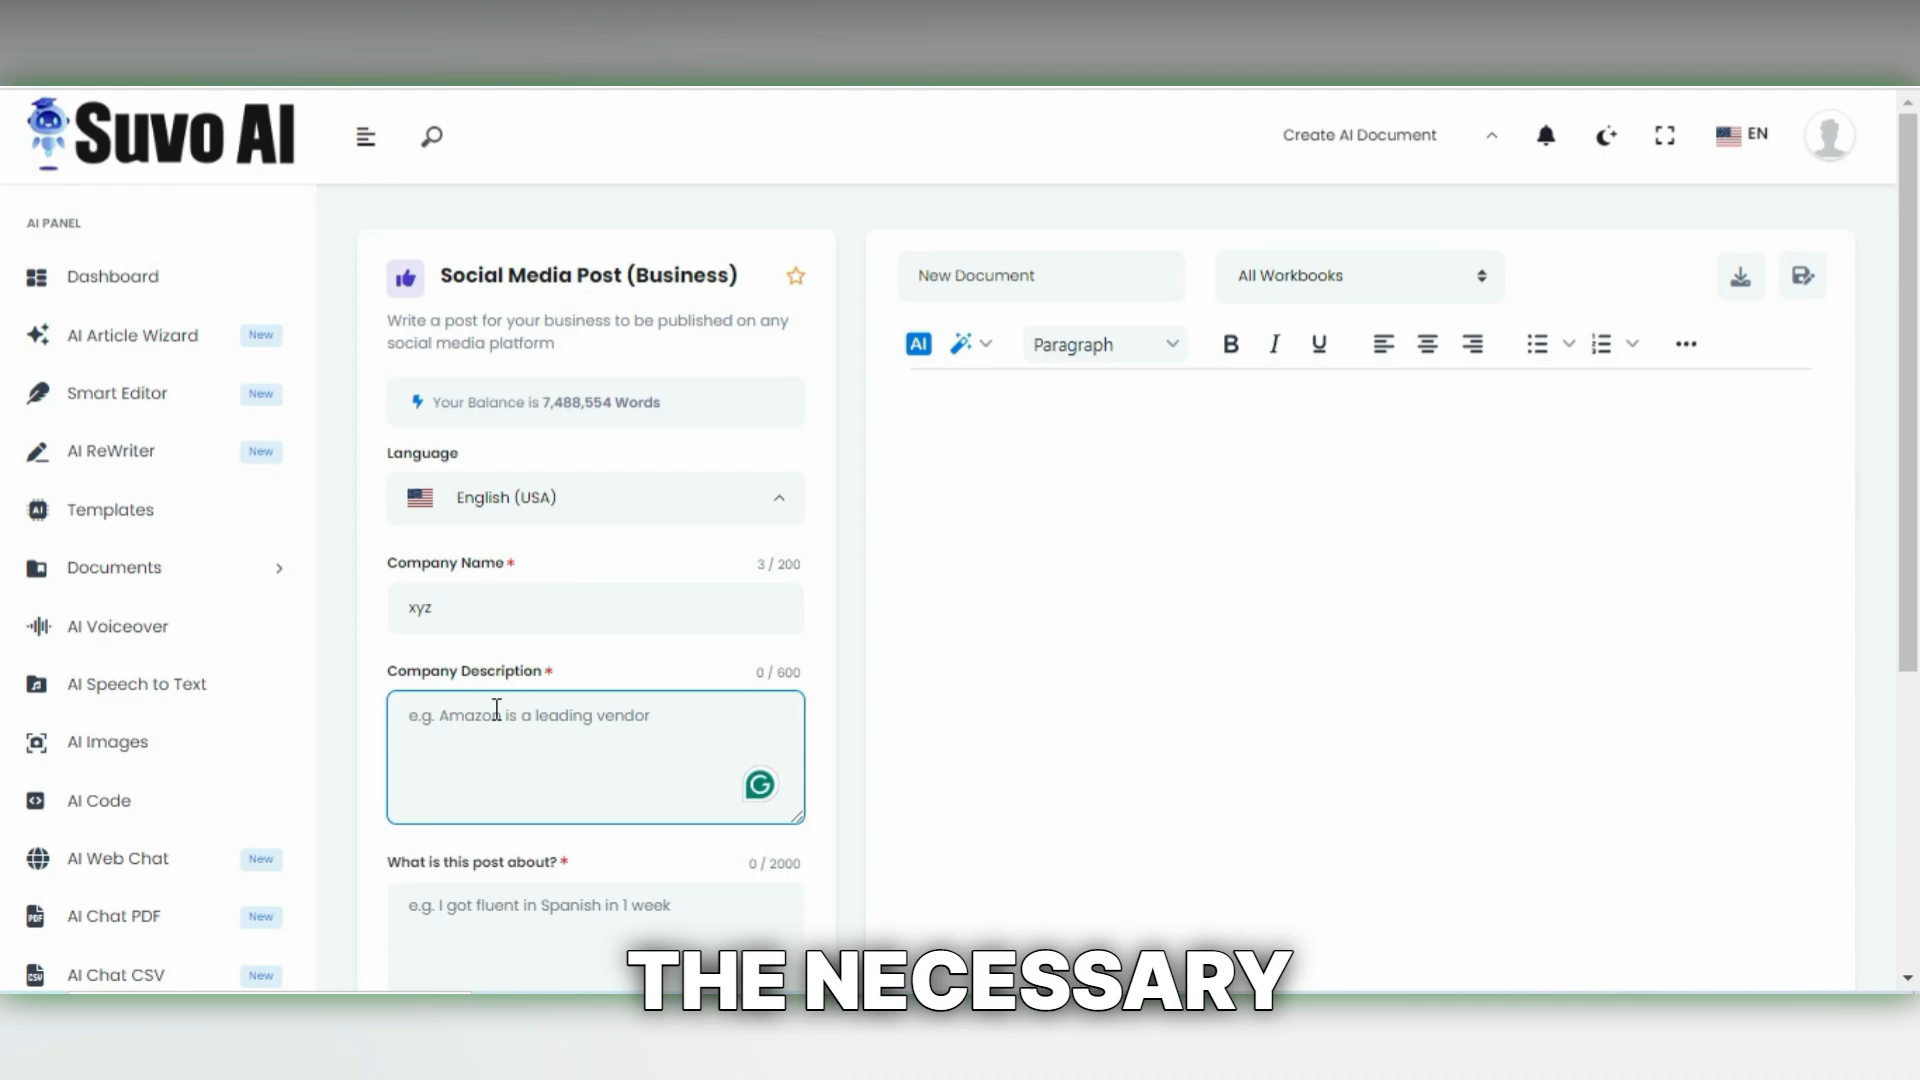 Suvo AI
Create AI Document
EN
AI PANEL
Dashboard
AI Article Wizard
New
Smart Editor
New
AI ReWriter
New
Templates
Documents
AI Voiceover
AI Speech to Text
AI Images
AI Code
AI Web Chat
New
AI Chat PDF
New
AI Chat CSV
New
Social Media Post (Business)
Write a post for your business to be published on any
social media platform
Your Balance is 7,488,554 Words
Language
English (USA)
Company Name *
3 / 200
xyz
Company Description *
0 / 600
e.g. Amazon is a leading vendor
What is this post about? *
0 / 2000
e.g. I got fluent in Spanish in 1 week
New Document
All Workbooks
AI
Paragraph
B I U
THE NECESSARY